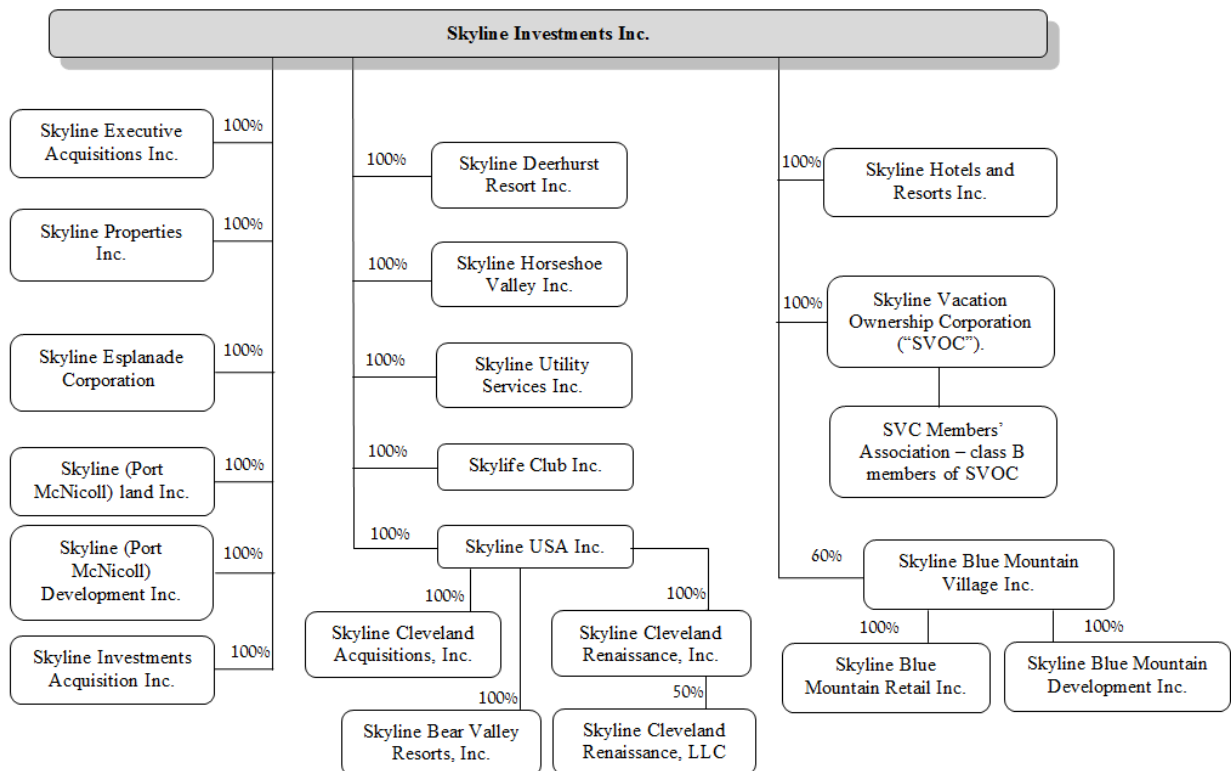 Skyline Investments Inc.
100%
Skyline Executive
Acquisitions Inc.
100%
Skyline Properties
Inc.
100%
Skyline Esplanade
Corporation
100%
Skyline (Port
McNicoll) land Inc.
100%
Skyline (Port
McNicoll)
Development Inc.
100%
Skyline Investments
Acquisition Inc.
100%
Skyline Deerhurst
Resort Inc.
100%
Skyline Horseshoe
Valley Inc.
100%
Skyline Utility
Services Inc.
100%
Skylife Club Inc.
100%
Skyline USA Inc.
100%
Skyline Cleveland
Acquisitions, Inc.
100%
Skyline Bear Valley
Resorts, Inc.
100%
Skyline Cleveland
Renaissance, Inc.
50%
Skyline Cleveland
Renaissance, LLC
100%
Skyline Hotels and
Resorts Inc.
100%
Skyline Vacation
Ownership Corporation
(“SVOC”).
SVC Members’
Association – class B
members of SVOC
60%
Skyline Blue Mountain
Village Inc.
100%
Skyline Blue
Mountain Retail Inc.
100%
Skyline Blue Mountain
Development Inc.